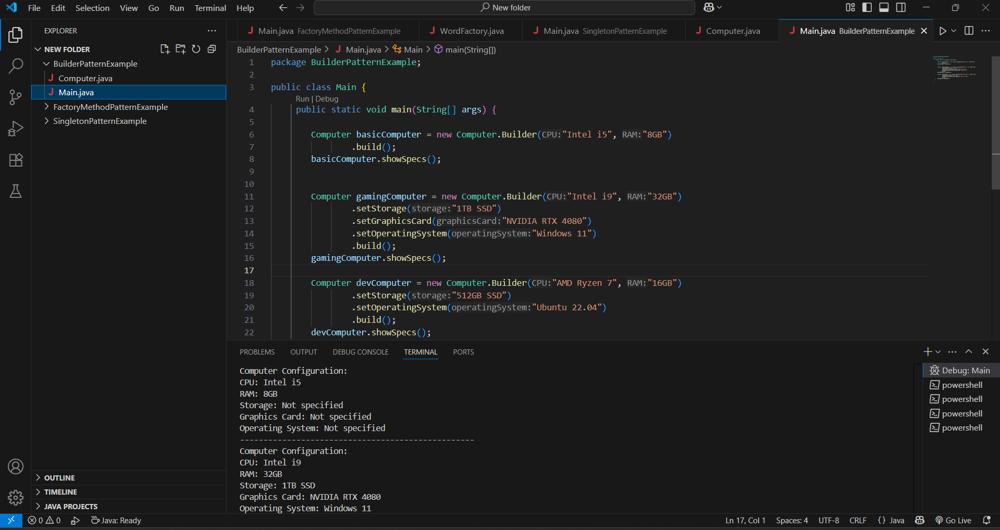 File Edit Selection View Go Run Terminal Help
New folder
EXPLORER
Main.java FactoryMethodPatternExample
WordFactory.java
Main.java SingletonPatternExample
Computer.java
Main.java BuilderPatternExample
NEW FOLDER
BuilderPatternExample
Computer.java
Main.java
FactoryMethodPatternExample
SingletonPatternExample
OUTLINE
TIMELINE
JAVA PROJECTS
BuilderPatternExample > Main.java > Main > main(String[])
1 package BuilderPatternExample;
2
3 public class Main {
Run | Debug
4 public static void main(String[] args) {
5
6 Computer basicComputer = new Computer.Builder(CPU:"Intel i5", RAM:"8GB")
7 .build();
8 basicComputer.showSpecs();
9
10
11 Computer gamingComputer = new Computer.Builder(CPU:"Intel i9", RAM:"32GB")
12 .setStorage(storage:"1TB SSD")
13 .setGraphicsCard(graphicsCard:"NVIDIA RTX 4080")
14 .setOperatingSystem(operatingSystem:"Windows 11")
15 .build();
16 gamingComputer.showSpecs();
17
18 Computer devComputer = new Computer.Builder(CPU:"AMD Ryzen 7", RAM:"16GB")
19 .setStorage(storage:"512GB SSD")
20 .setOperatingSystem(operatingSystem:"Ubuntu 22.04")
21 .build();
22 devComputer.showSpecs();
PROBLEMS OUTPUT DEBUG CONSOLE TERMINAL PORTS
Computer Configuration:
CPU: Intel i5
RAM: 8GB
Storage: Not specified
Graphics Card: Not specified
Operating System: Not specified
--------------------------------------------------
Computer Configuration:
CPU: Intel i9
RAM: 32GB
Storage: 1TB SSD
Graphics Card: NVIDIA RTX 4080
Operating System: Windows 11
Debug: Main
powershell
powershell
powershell
powershell
0 0 Java: Ready
Ln 17, Col 1 Spaces: 4 UTF-8 CRLF {} Java Go Live